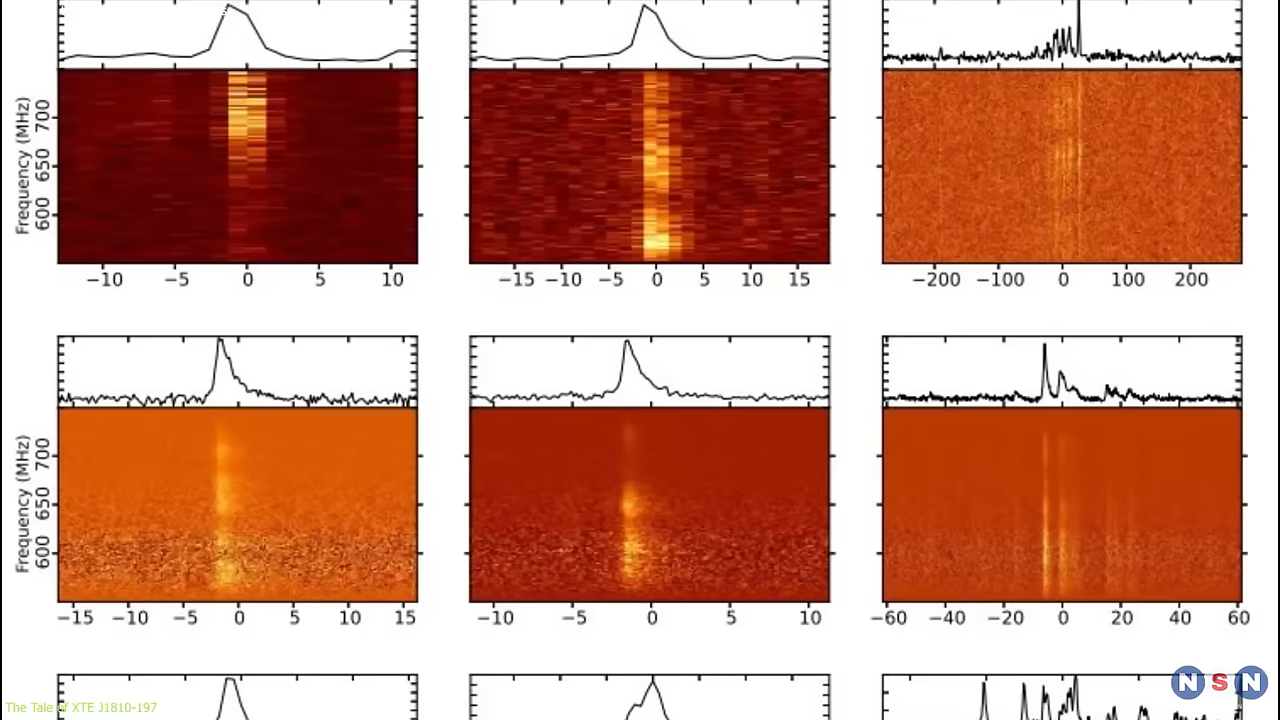 Frequency (MHz)
700
650
600
−10 −5 0 5 10
−15 −10 −5 0 5 10 15
−200 −100 0 100 200
Frequency (MHz)
700
650
600
−15 −10 −5 0 5 10 15
−10 −5 0 5 10
−60 −40 −20 0 20 40 60
The Tale of XTE J1810-197
NSN